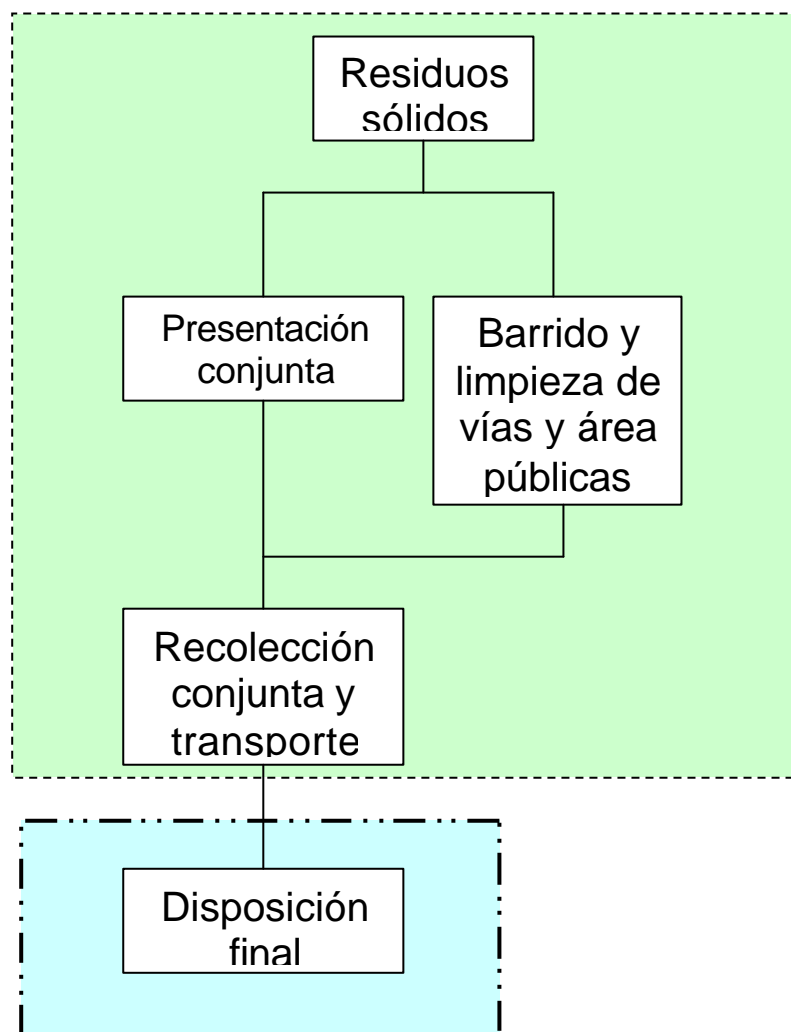 Residuos
sólidos
Presentación
conjunta
Barrido y
limpieza de
vías y área
públicas
Recolección
conjunta y
transporte
Disposición
final